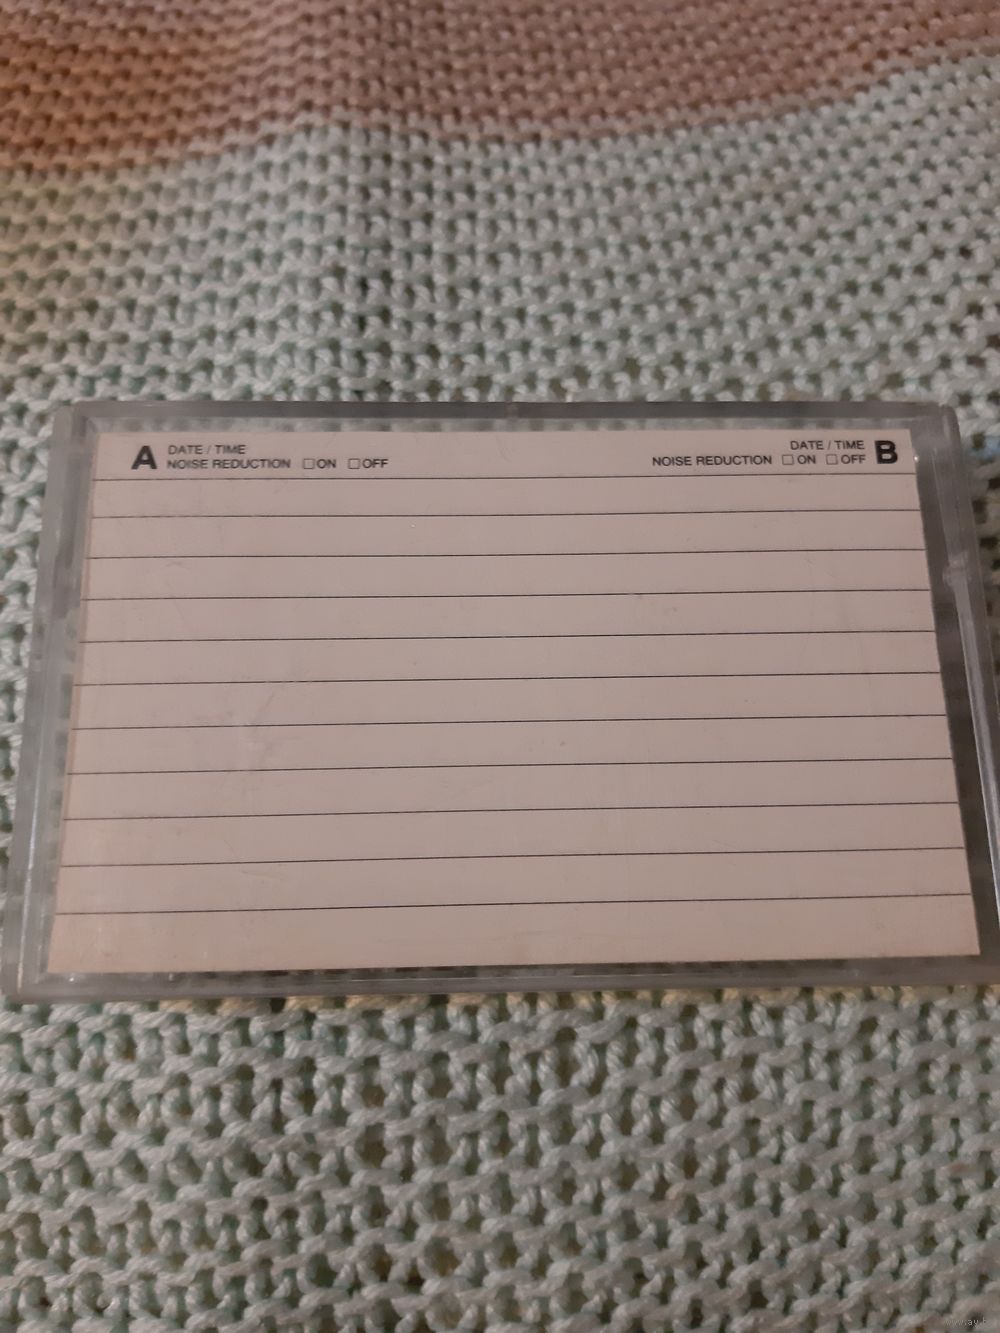 A DATE / TIME
NOISE REDUCTION □ ON □ OFF
DATE / TIME B
NOISE REDUCTION □ ON □ OFF